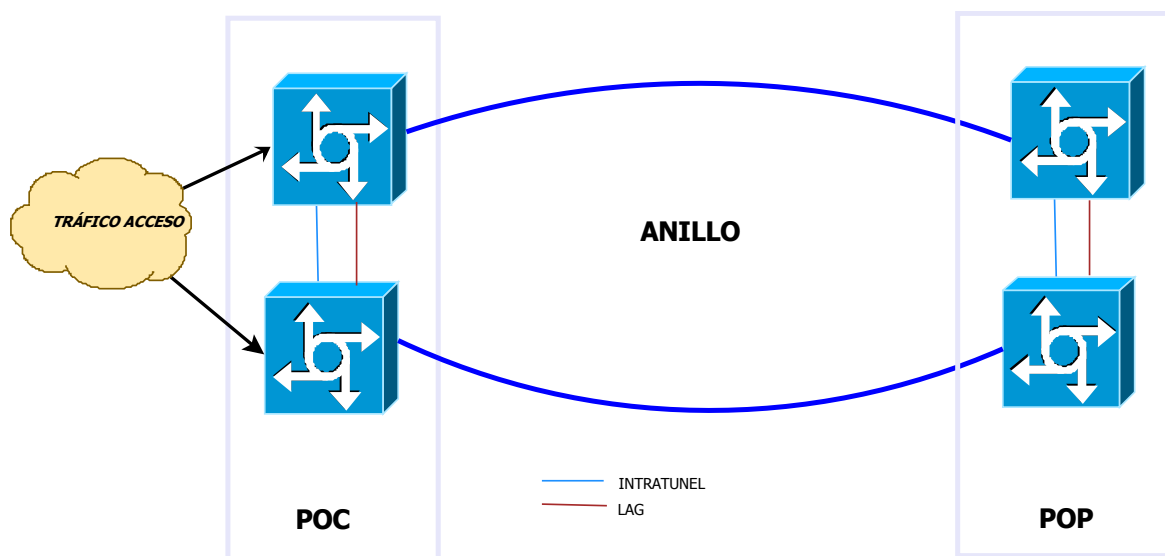 TRÁFICO ACCESO
ANILLO
INTRATUNEL
LAG
POC
POP